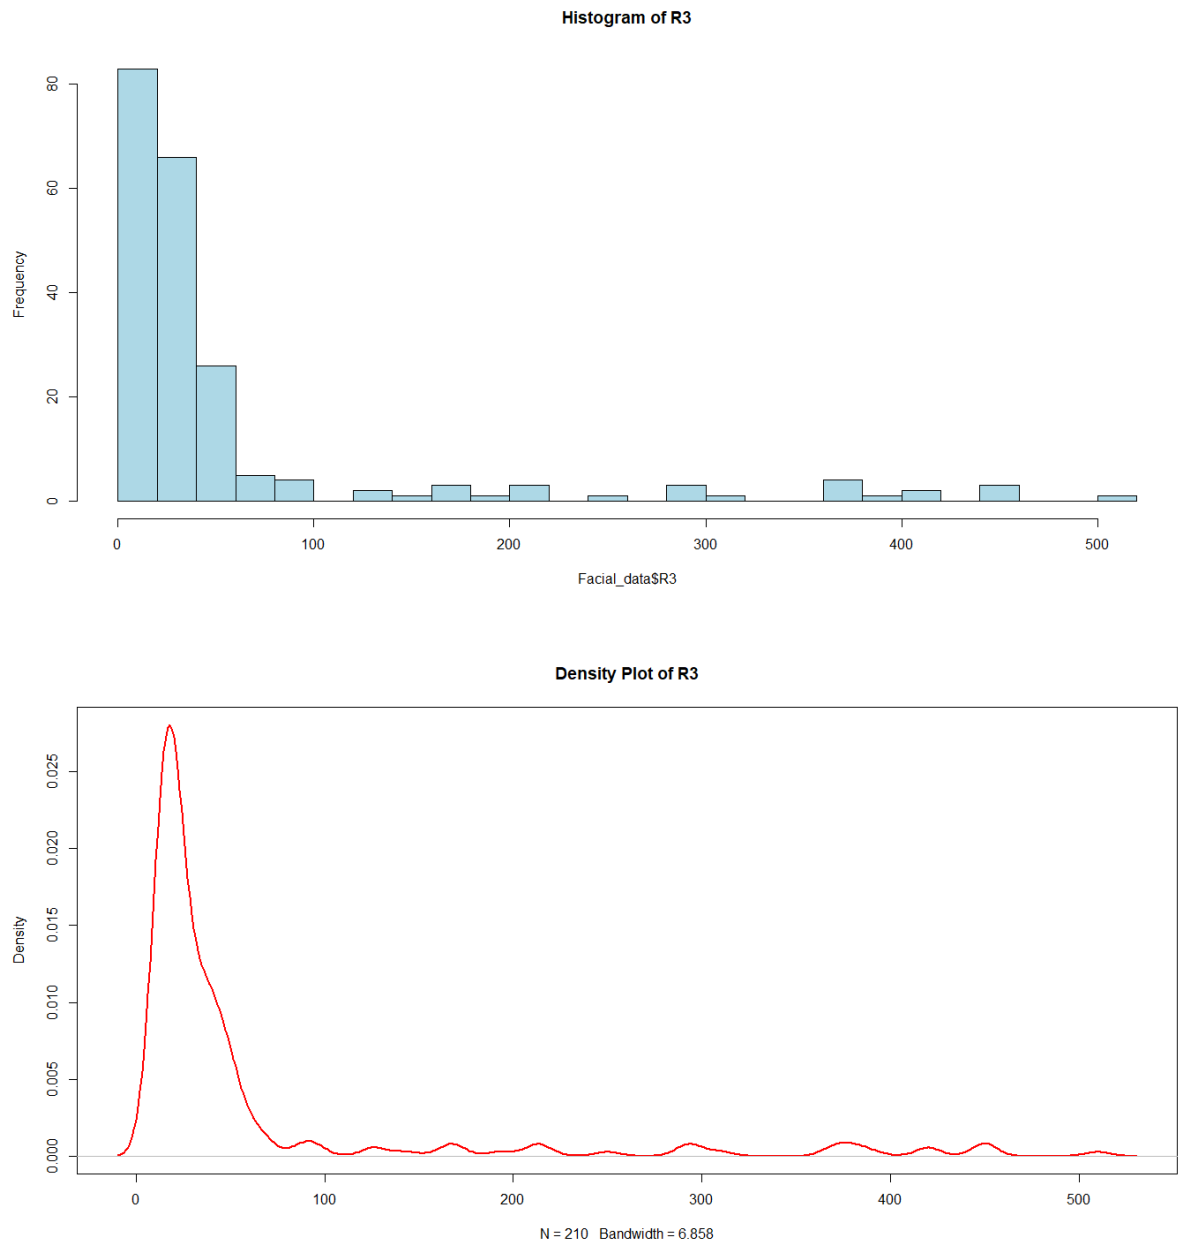 Histogram of R3
80
60
40
20
0
Frequency
0 100 200 300 400 500
Facial_data$R3
Density Plot of R3
0.025
0.020
0.015
0.010
0.005
0.000
Density
0 100 200 300 400 500
N = 210 Bandwidth = 6.858